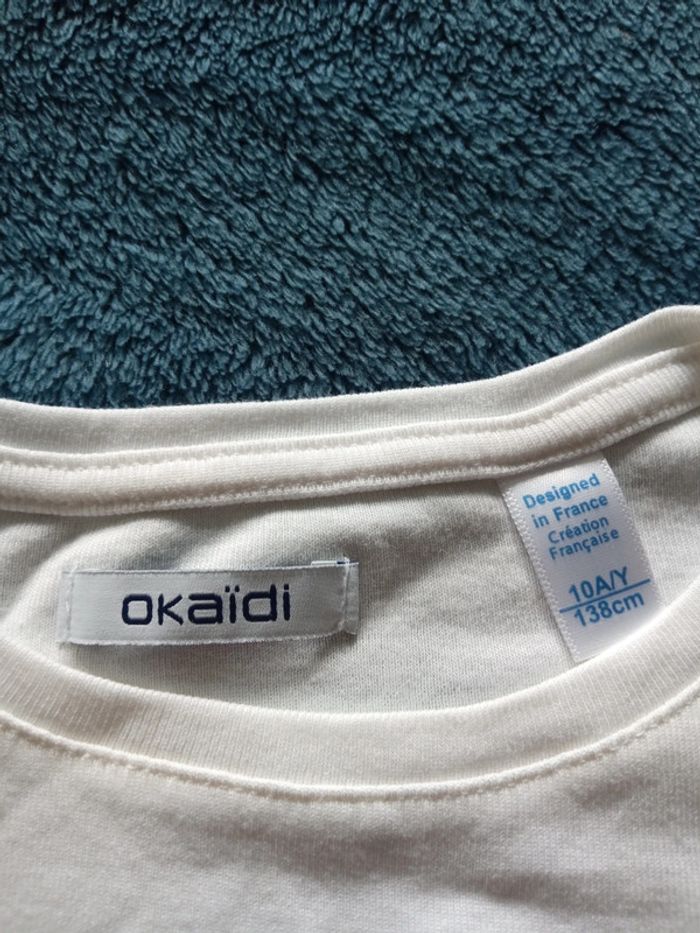 okaïdi
Designed
in France
Création
Française
10A/Y
138cm